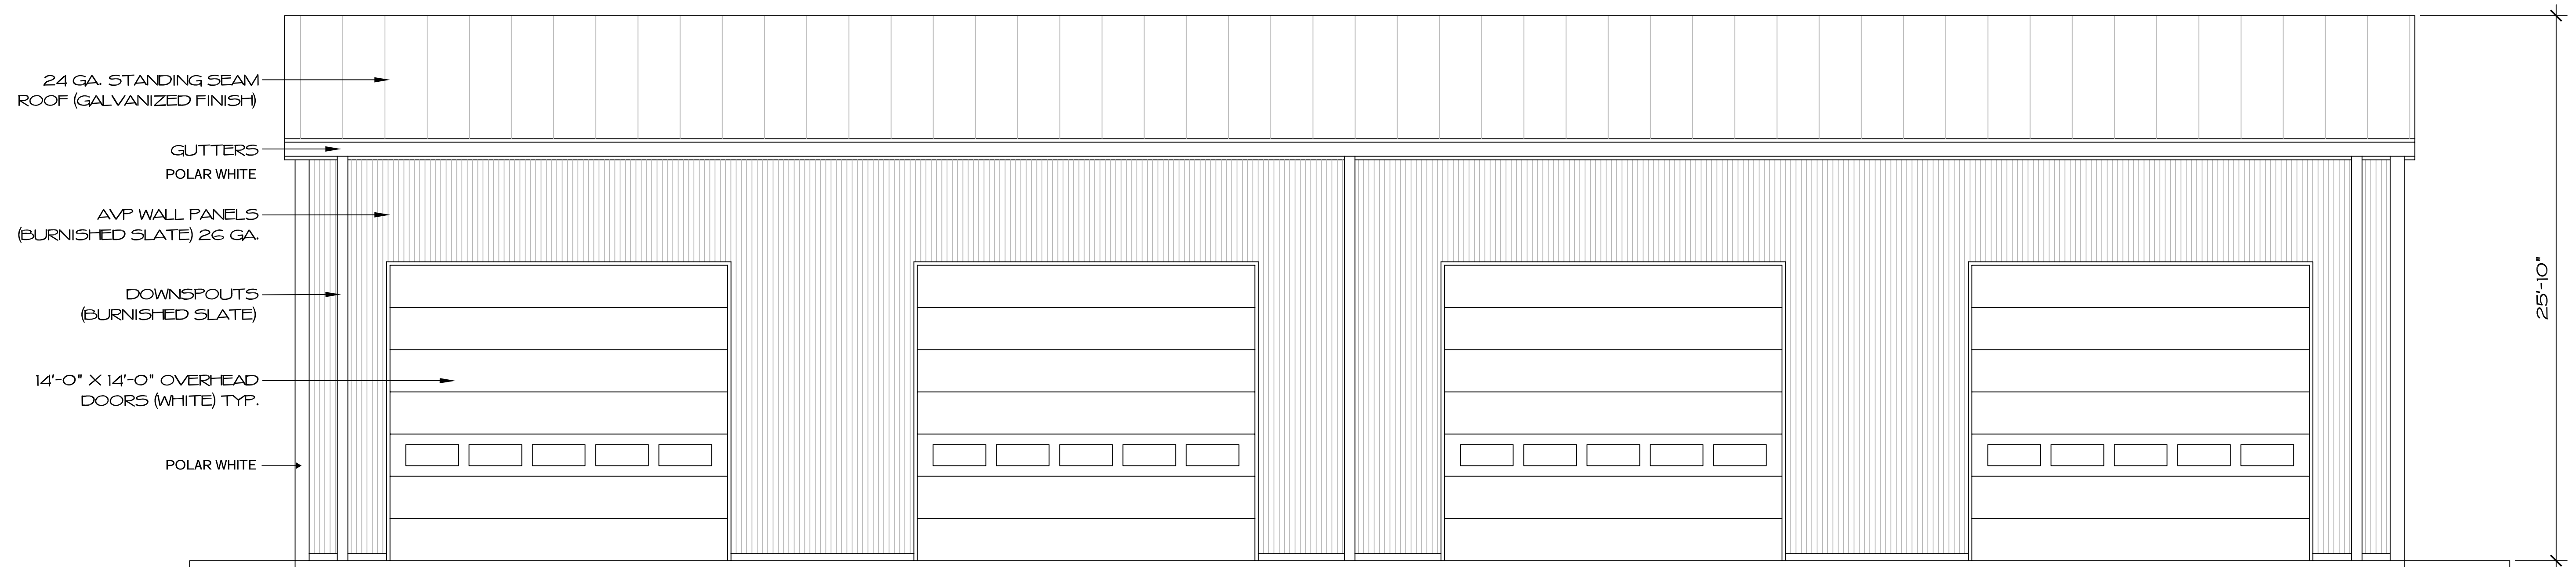 24 GA. STANDING SEAM
ROOF (GALVANIZED FINISH)
GUTTERS
POLAR WHITE
AVP WALL PANELS
(BURNISHED SLATE) 26 GA.
DOWNSPOUTS
(BURNISHED SLATE)
14'-0" X 14'-0" OVERHEAD
DOORS (WHITE) TYP.
POLAR WHITE
25'-10"